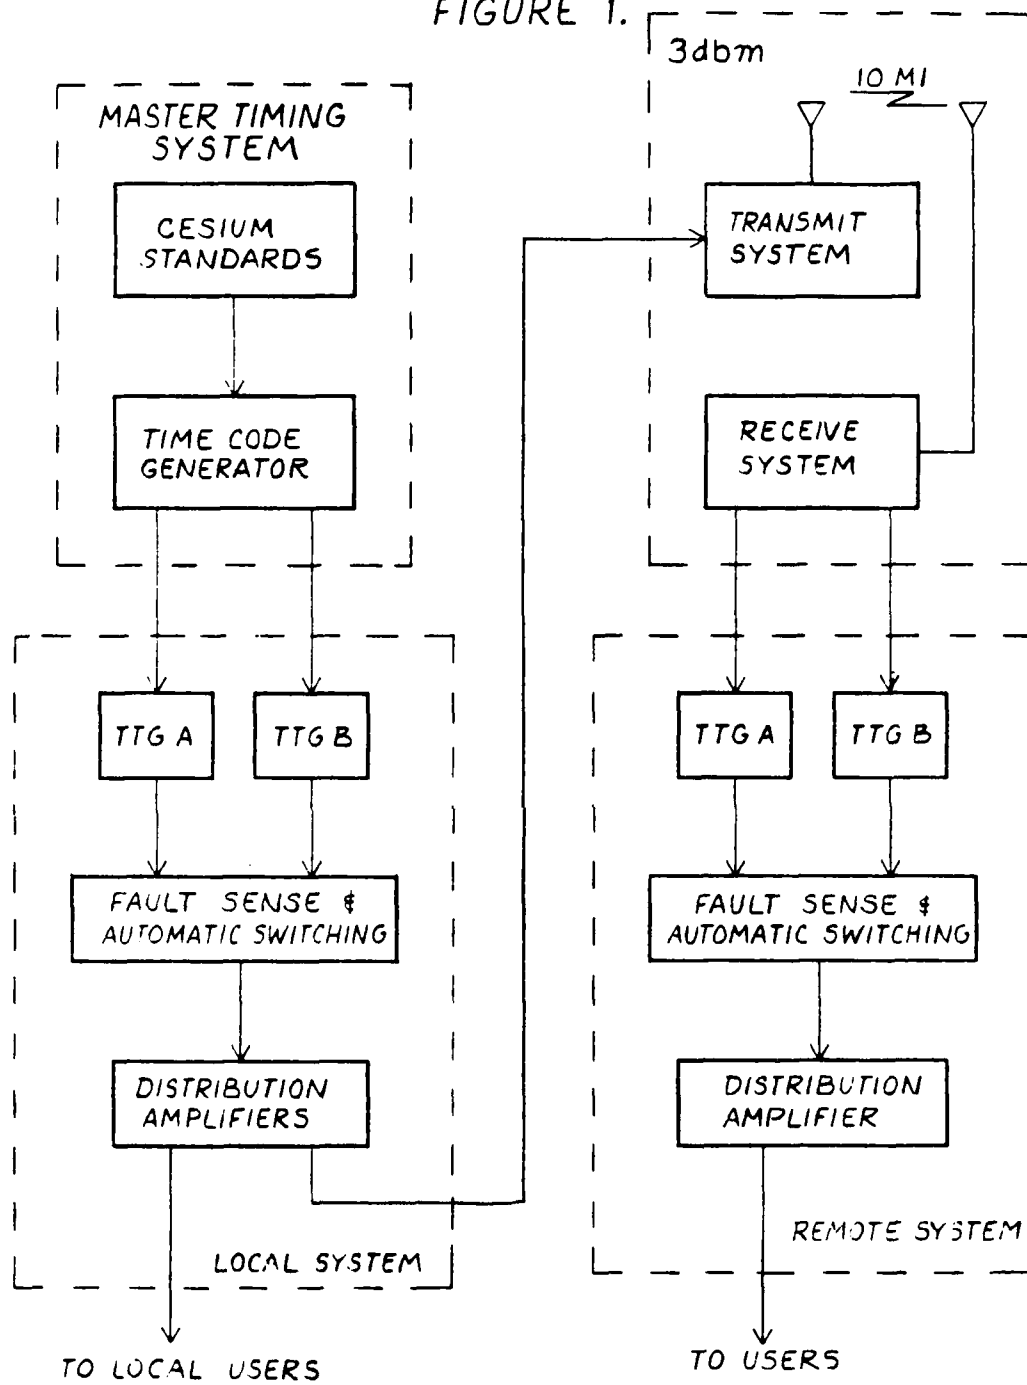 FIGURE 1.
MASTER TIMING
SYSTEM
CESIUM
STANDARDS
TIME CODE
GENERATOR
TTG A
TTG B
FAULT SENSE &
AUTOMATIC SWITCHING
DISTRIBUTION
AMPLIFIERS
LOCAL SYSTEM
TO LOCAL USERS
3dbm
10 MI
TRANSMIT
SYSTEM
RECEIVE
SYSTEM
TTG A
TTG B
FAULT SENSE &
AUTOMATIC SWITCHING
DISTRIBUTION
AMPLIFIER
REMOTE SYSTEM
TO USERS